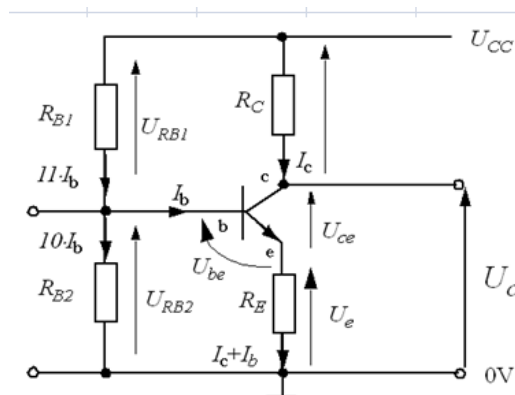 U_CC
R_B1
U_RB1
R_C
11·I_b
I_b
I_c
c
b
e
U_be
U_ce
10·I_b
R_B2
U_RB2
R_E
U_e
I_c+I_b
0V